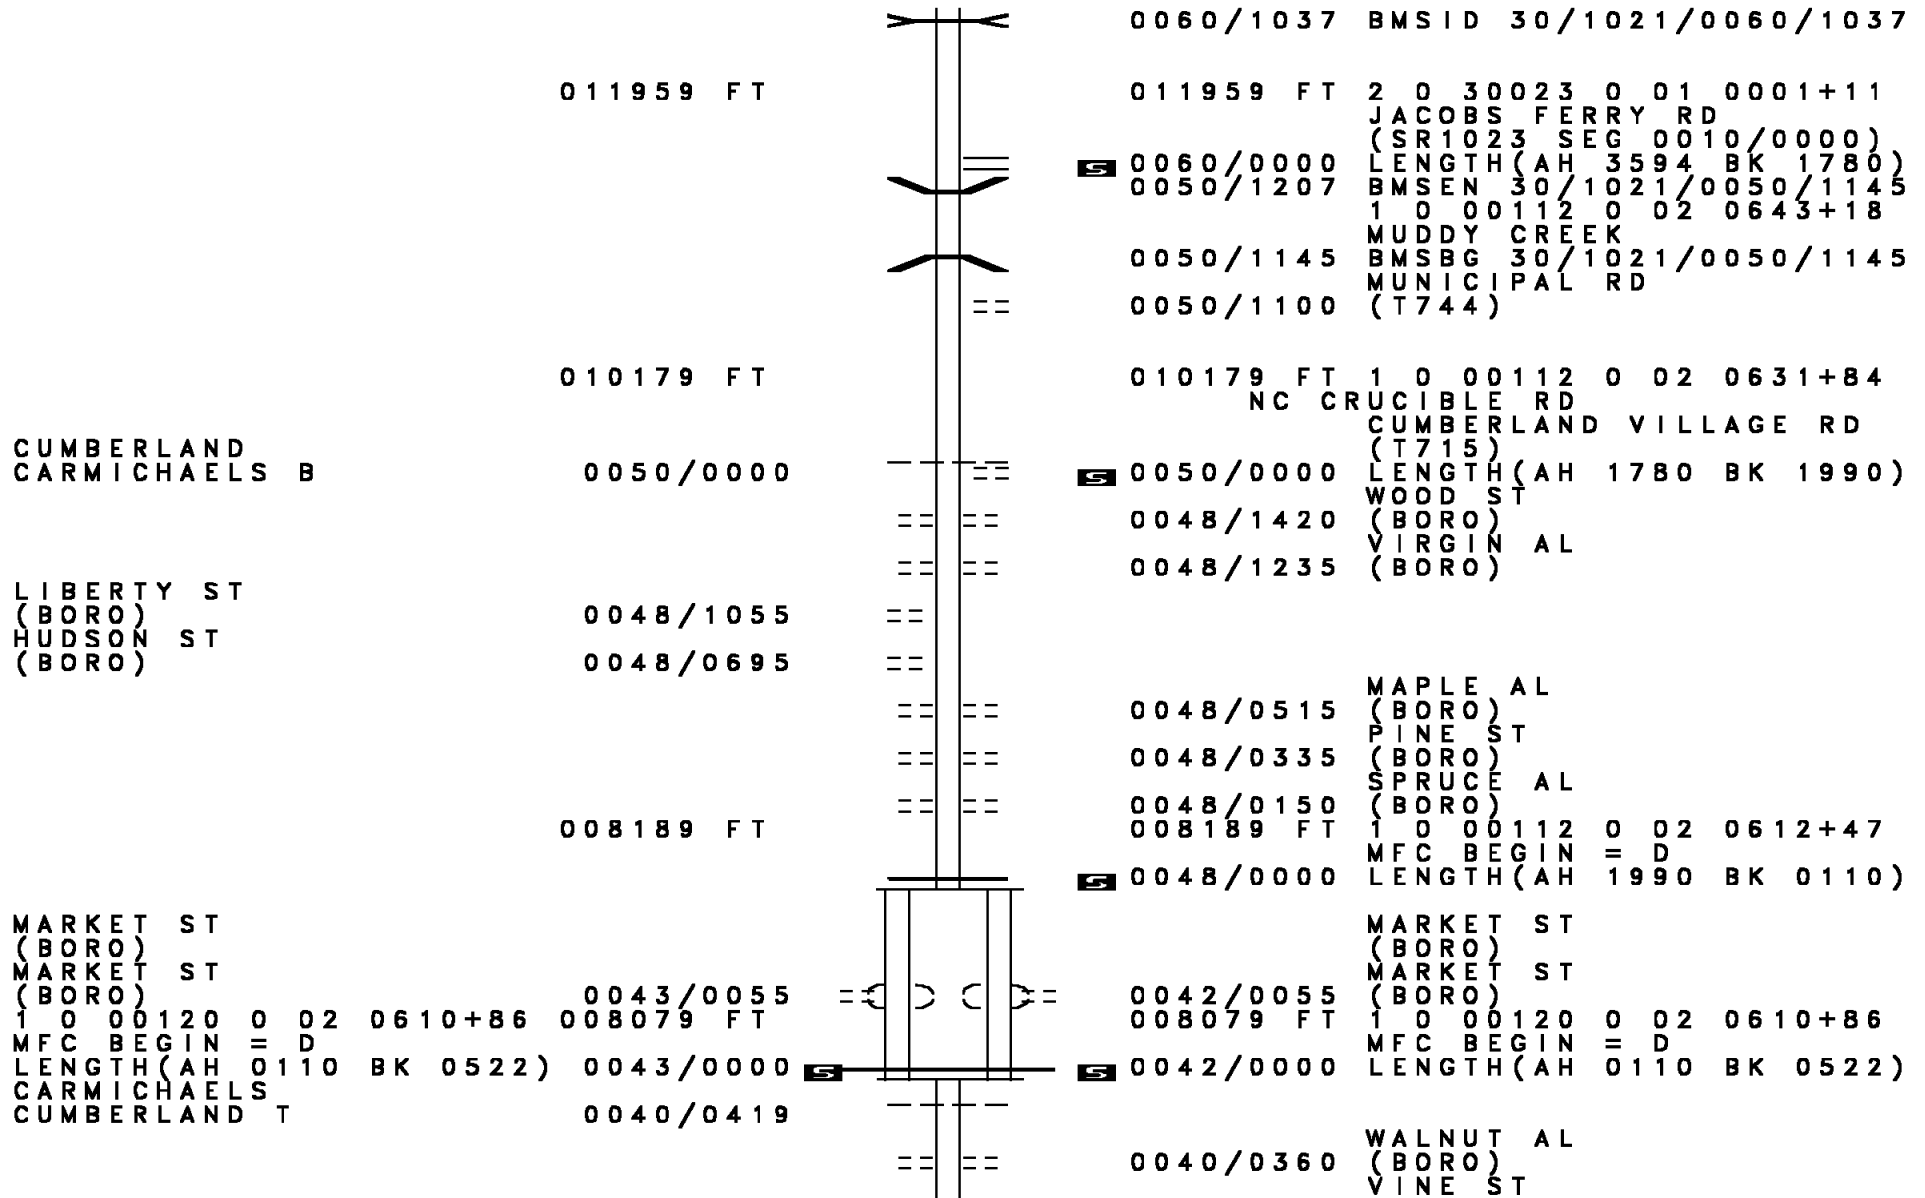 0060/1037 BMSID 30/1021/0060/1037
011959 FT 011959 FT 2 0 30023 0 01 0001+11
JACOBS FERRY RD
(SR1023 SEG 0010/0000)
S 0060/0000 LENGTH(AH 3594 BK 1780)
0050/1207 BMSEN 30/1021/0050/1145
1 0 00112 0 02 0643+18
MUDDY CREEK
0050/1145 BMSBG 30/1021/0050/1145
MUNICIPAL RD
0050/1100 (T744)
010179 FT 010179 FT 1 0 00112 0 02 0631+84
NC CRUCIBLE RD
CUMBERLAND VILLAGE RD
CUMBERLAND (T715)
CARMICHAELS B 0050/0000 S 0050/0000 LENGTH(AH 1780 BK 1990)
WOOD ST
0048/1420 (BORO)
VIRGIN AL
0048/1235 (BORO)
LIBERTY ST
(BORO) 0048/1055
HUDSON ST
(BORO) 0048/0695
MAPLE AL
0048/0515 (BORO)
PINE ST
0048/0335 (BORO)
SPRUCE AL
0048/0150 (BORO)
008189 FT 008189 FT 1 0 00112 0 02 0612+47
MFC BEGIN = D
S 0048/0000 LENGTH(AH 1990 BK 0110)
MARKET ST MARKET ST
(BORO) (BORO)
MARKET ST MARKET ST
(BORO) 0043/0055 0042/0055 (BORO)
1 0 00120 0 02 0610+86 008079 FT 008079 FT 1 0 00120 0 02 0610+86
MFC BEGIN = D MFC BEGIN = D
LENGTH(AH 0110 BK 0522) 0043/0000 S S 0042/0000 LENGTH(AH 0110 BK 0522)
CARMICHAELS
CUMBERLAND T 0040/0419
WALNUT AL
0040/0360 (BORO)
VINE ST